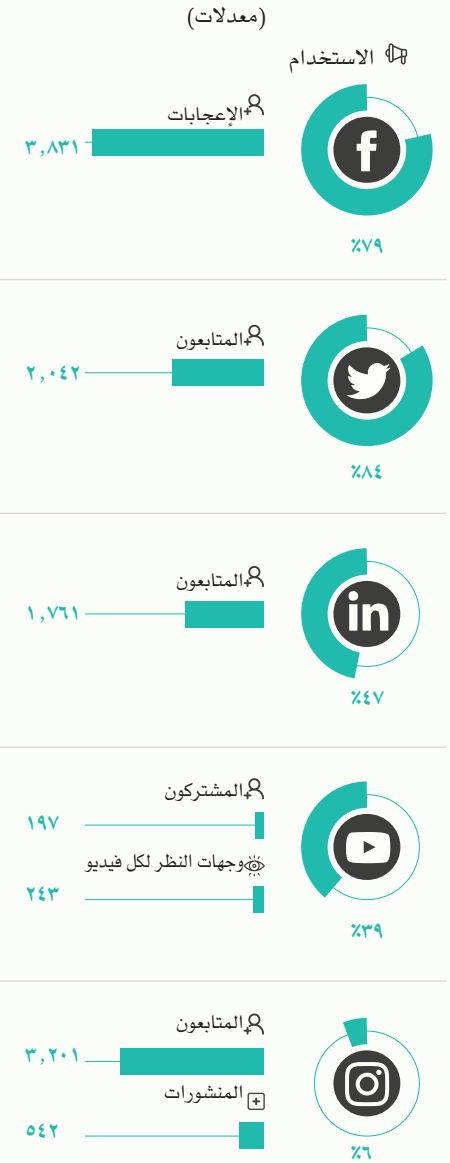 (معدلات)
الاستخدام
الإعجابات
٣,٨٣١
٪٧٩
المتابعون
٢,٠٤٢
٪٨٤
المتابعون
١,٧٦١
٪٤٧
المشتركون
١٩٧
وجهات النظر لكل فيديو
٢٤٣
٪٣٩
المتابعون
٣,٢٠١
المنشورات
٥٤٢
٪٦